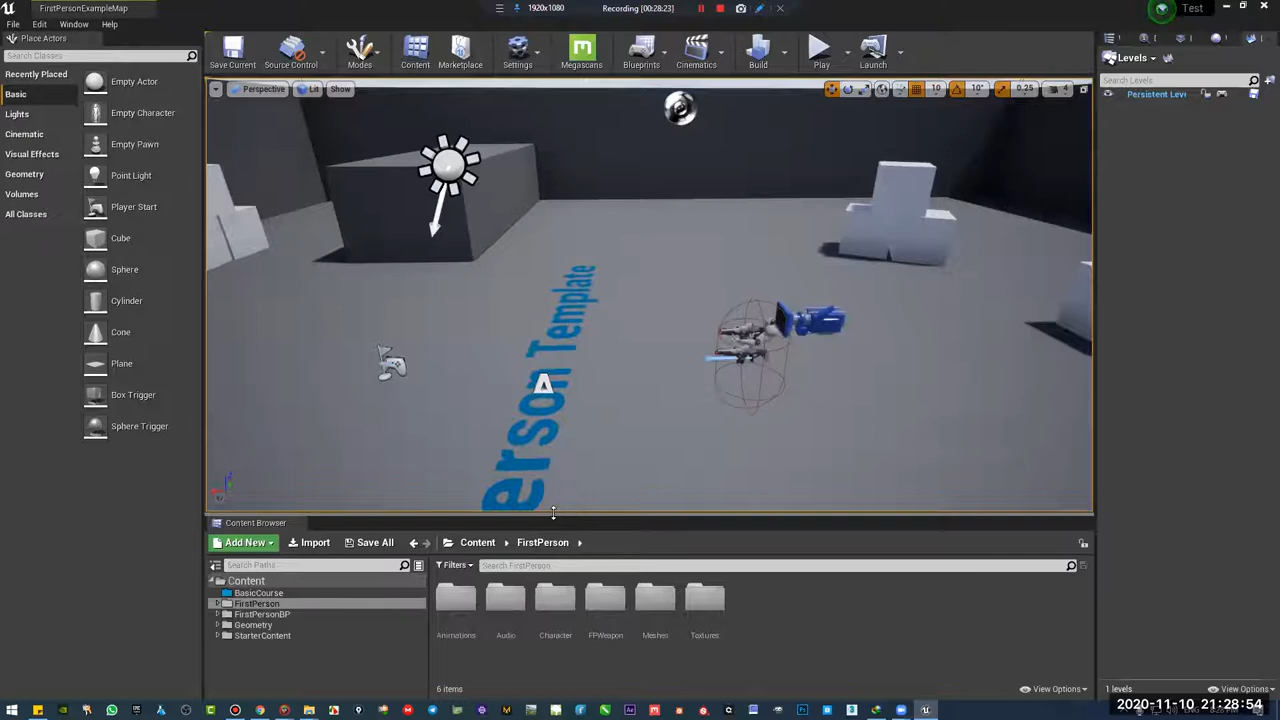 FirstPersonExampleMap
1920x1080
Recording [00:28:23]
Test
File
Edit
Window
Help
Place Actors
Search Classes
Recently Placed
Basic
Lights
Cinematic
Visual Effects
Geometry
Volumes
All Classes
Empty Actor
Empty Character
Empty Pawn
Point Light
Player Start
Cube
Sphere
Cylinder
Cone
Plane
Box Trigger
Sphere Trigger
Save Current
Source Control
Modes
Content
Marketplace
Settings
Megascans
Blueprints
Cinematics
Build
Play
Launch
Perspective
Lit
Show
10
10°
0.25
4
erson Template
Levels
Search Levels
Persistent Leve
1 levels
View Options
Content Browser
Add New
Import
Save All
Content
FirstPerson
Search Paths
Filters
Search FirstPerson
Content
BasicCourse
FirstPerson
FirstPersonBP
Geometry
StarterContent
Animations
Audio
Character
FPWeapon
Meshes
Textures
6 items
View Options
2020-11-10 21:28:54